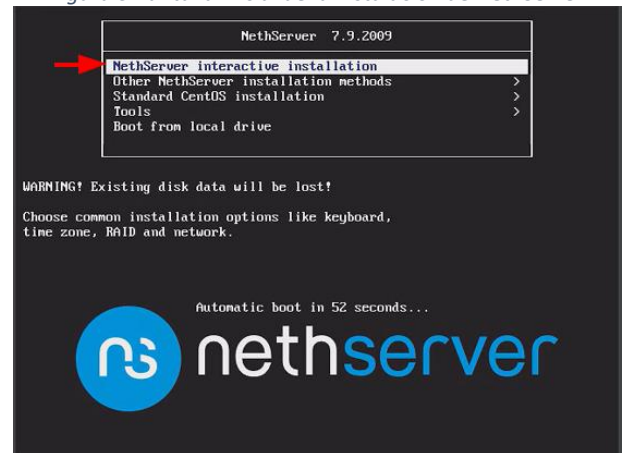 NethServer 7.9.2009
NethServer interactive installation
Other NethServer installation methods >
Standard CentOS installation >
Tools >
Boot from local drive
WARNING! Existing disk data will be lost!
Choose common installation options like keyboard,
time zone, RAID and network.
Automatic boot in 52 seconds...
ns nethserver